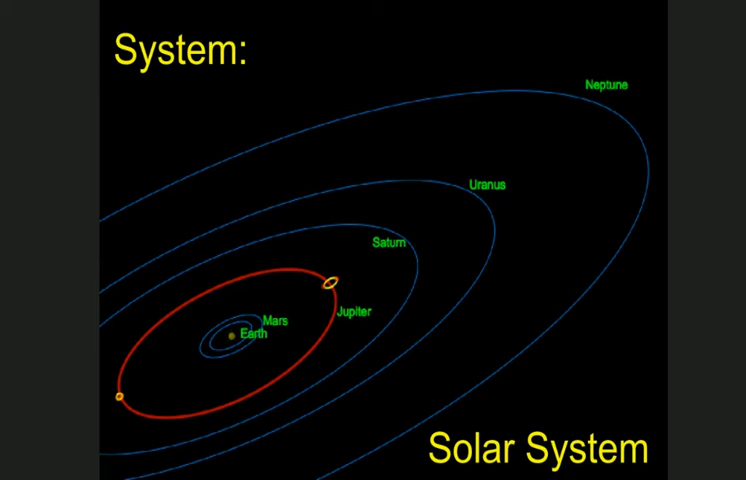 System:
Neptune
Uranus
Saturn
Jupiter
Mars
Earth
Solar System